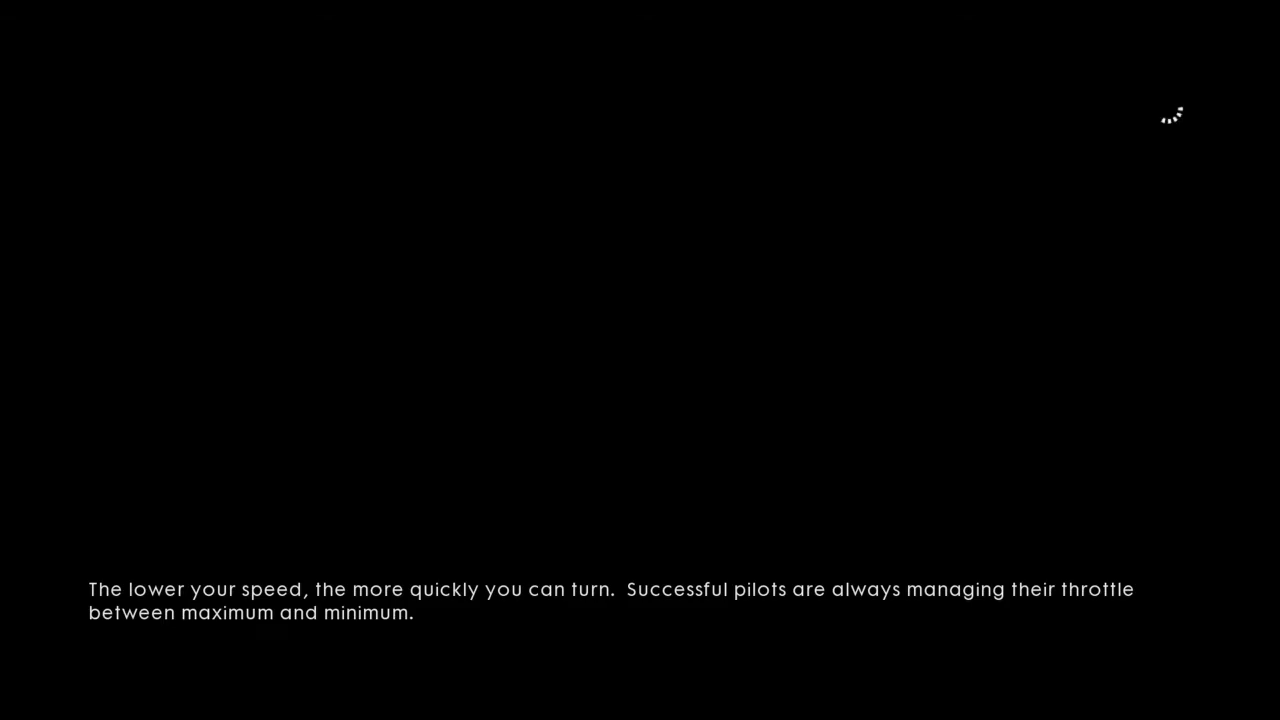 The lower your speed, the more quickly you can turn.  Successful pilots are always managing their throttle
between maximum and minimum.